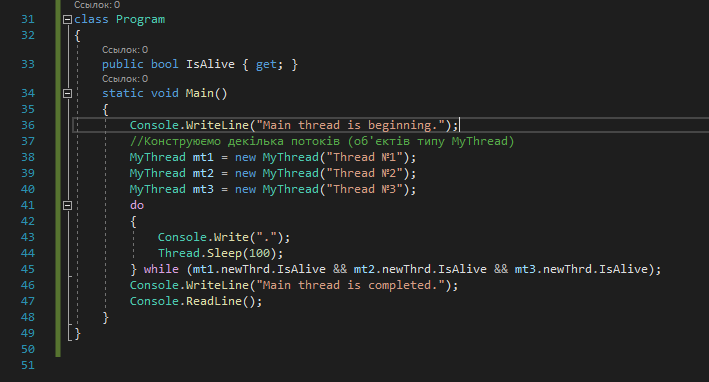 Ссылок: 0
31 class Program
32 {
Ссылок: 0
33 public bool IsAlive { get; }
Ссылок: 0
34 static void Main()
35 {
36 Console.WriteLine("Main thread is beginning.");
37 //Конструюємо декілька потоків (об'єктів типу MyThread)
38 MyThread mt1 = new MyThread("Thread №1");
39 MyThread mt2 = new MyThread("Thread №2");
40 MyThread mt3 = new MyThread("Thread №3");
41 do
42 {
43 Console.Write(".");
44 Thread.Sleep(100);
45 } while (mt1.newThrd.IsAlive && mt2.newThrd.IsAlive && mt3.newThrd.IsAlive);
46 Console.WriteLine("Main thread is completed.");
47 Console.ReadLine();
48 }
49 }
50
51